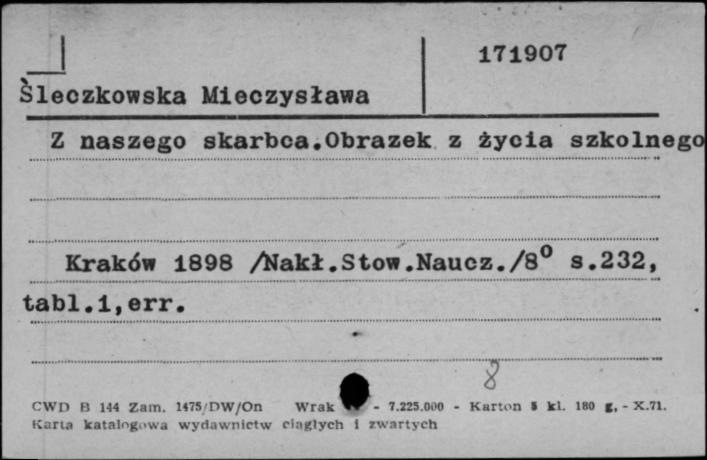 171907
Śleczkowska Mieczysława
Z naszego skarbca.Obrazek z życia szkolnego
Kraków 1898 /Nakł.Stow.Naucz./8⁰ s.232,
tabl.1,err.
8
CWD B 144 Zam. 1475/DW/On Wrak - 7.225.000 - Karton 5 kl. 180 g, - X.71.
Karta katalogowa wydawnictw ciągłych i zwartych